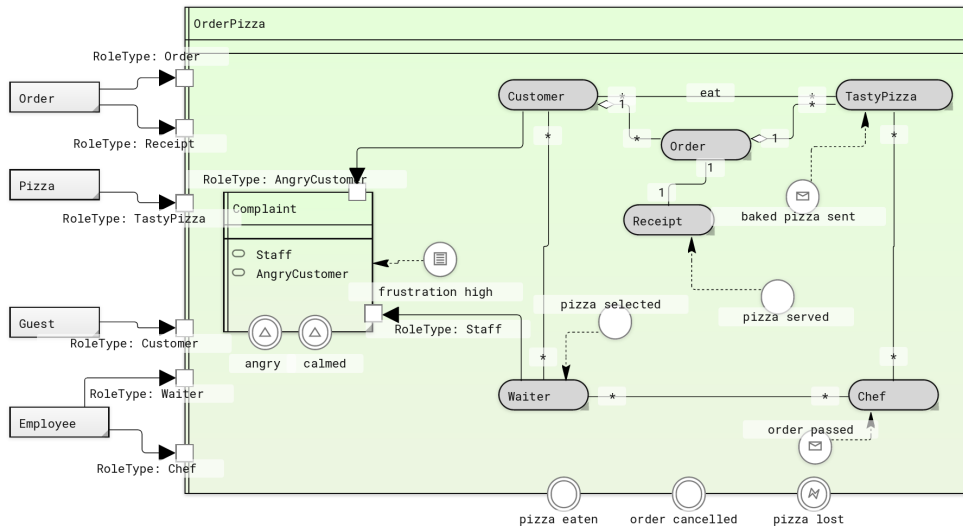 OrderPizza
RoleType: Order
Order
RoleType: Receipt
Pizza
RoleType: TastyPizza
Guest
RoleType: Customer
RoleType: Waiter
Employee
RoleType: Chef
RoleType: AngryCustomer
Complaint
Staff
AngryCustomer
frustration high
RoleType: Staff
angry
calmed
Customer
*
eat
*
TastyPizza
1
*
*
Order
1
*
*
1
1
Receipt
baked pizza sent
*
pizza selected
pizza served
*
*
Waiter
*
*
Chef
order passed
pizza eaten
order cancelled
pizza lost